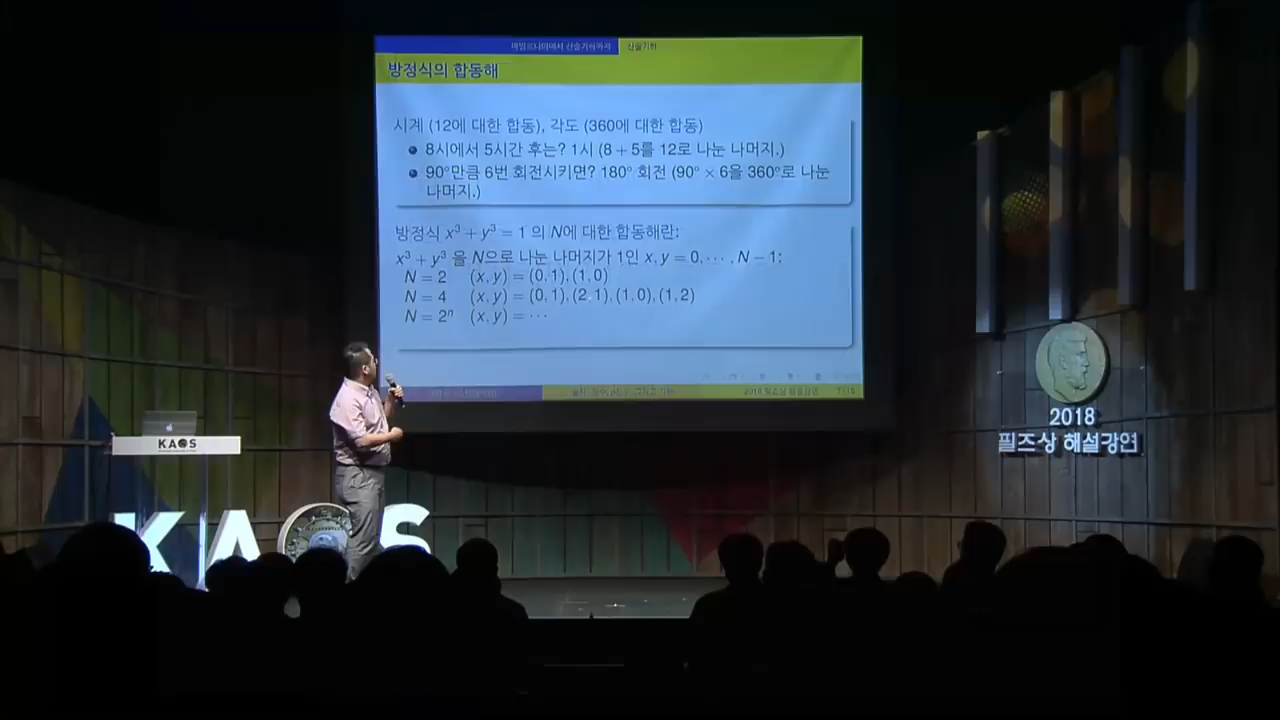 산술기하
방정식의 합동해
시계 (12에 대한 합동), 각도 (360에 대한 합동)
8시에서 5시간 후는? 1시 (8 + 5를 12로 나눈 나머지.)
90°만큼 6번 회전시키면? 180° 회전 (90° × 6을 360°로 나눈
나머지.)
방정식 x³ + y³ = 1 의 N에 대한 합동해란:
x³ + y³ 을 N으로 나눈 나머지가 1인 x, y = 0, ⋯ , N − 1:
N = 2 (x, y) = (0, 1), (1, 0)
N = 4 (x, y) = (0, 1), (2, 1), (1, 0), (1, 2)
N = 2ⁿ (x, y) = ⋯
KAOS
KA S
2018
필즈상 해설강연